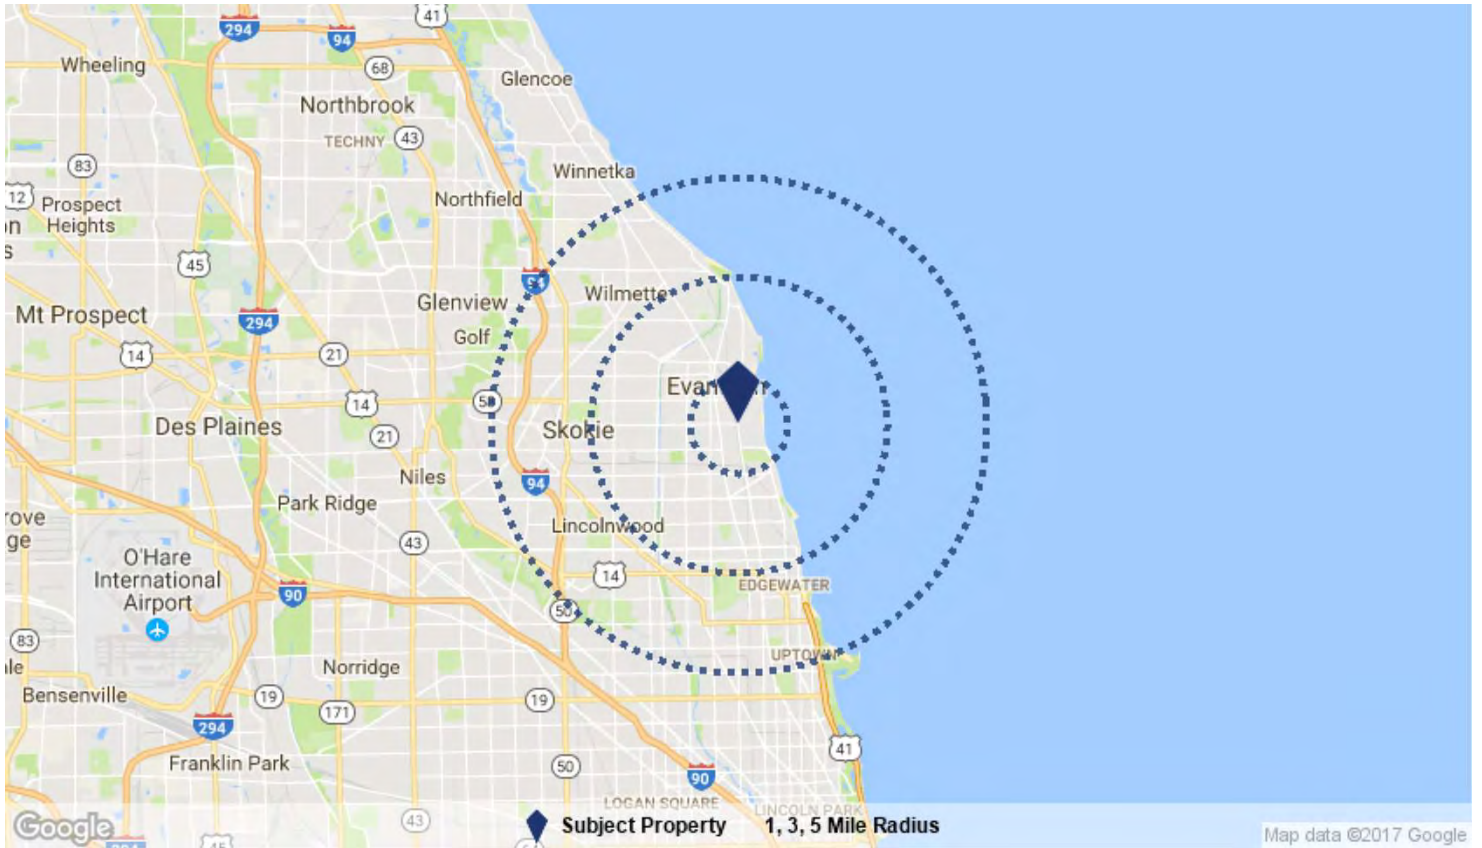 41
294
94
68
Wheeling
Glencoe
Northbrook
TECHNY
43
83
Winnetka
12
Prospect
Heights
Northfield
45
94
Wilmette
Glenview
Mt Prospect
294
Golf
21
14
14
58
Des Plaines
21
Skokie
Niles
94
Park Ridge
Lincolnwood
43
O'Hare
International
Airport
14
EDGEWATER
90
50
83
UPTOWN
Norridge
Bensenville
19
171
19
294
41
Franklin Park
50
90
LOGAN SQUARE
LINCOLN PARK
43
Google
Subject Property 1, 3, 5 Mile Radius
Map data ©2017 Google
294
45